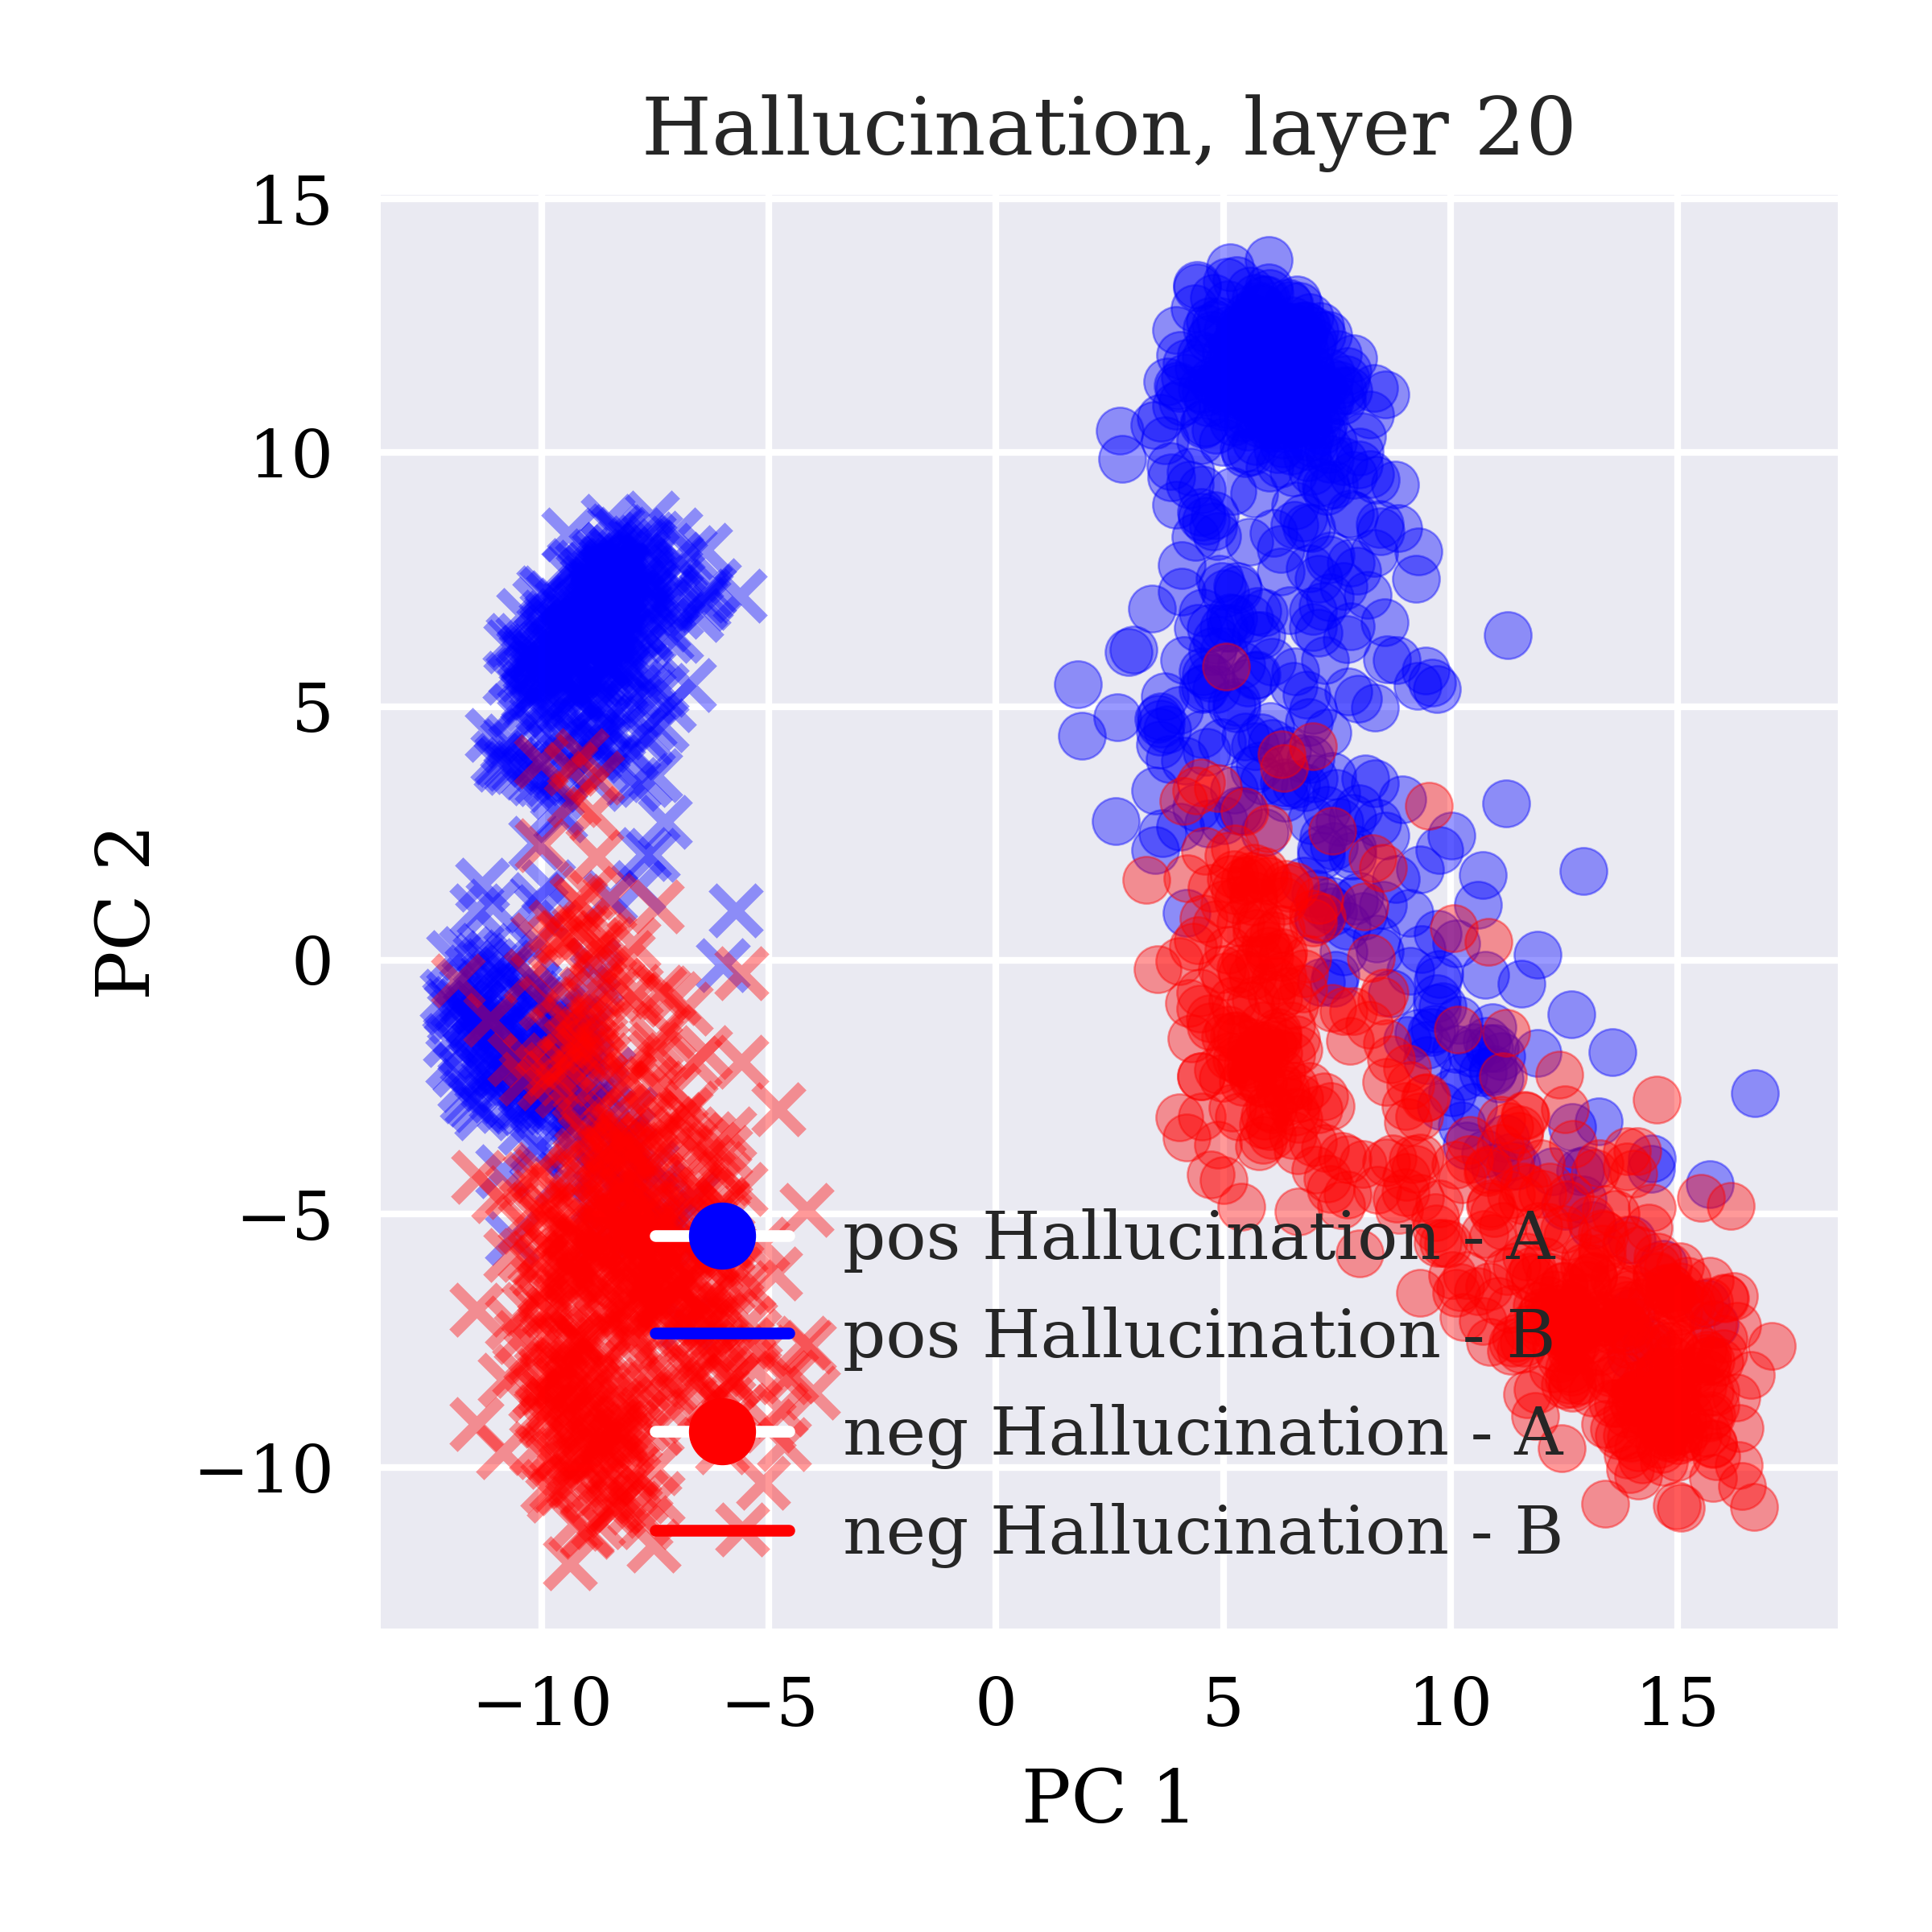 Hallucination, layer 20
15
10
5
0
−5
−10
PC 2
pos Hallucination - A
pos Hallucination - B
neg Hallucination - A
neg Hallucination - B
−10 −5 0 5 10 15
PC 1